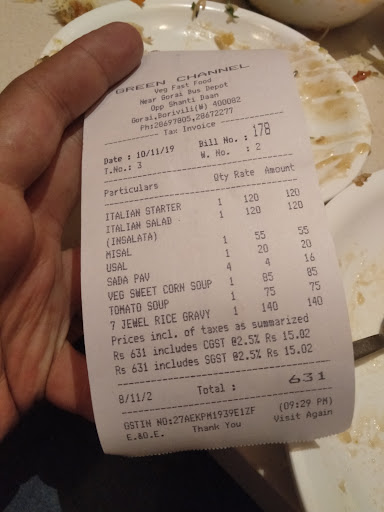 GREEN CHANNEL
Veg Fast Food
Near Gorai Bus Depot
Opp Shanti Daan
Gorai,Borivili(W) 400082
Ph:28697805,28672277
Tax Invoice
Date : 10/11/19 Bill No. : 178
T.No.: 3 W. No. : 2
Particulars Qty Rate Amount
ITALIAN STARTER 1 120 120
ITALIAN SALAD 1 120 120
(INSALATA)
MISAL 1 55 55
USAL 1 20 20
SADA PAV 4 4 16
VEG SWEET CORN SOUP 1 85 85
TOMATO SOUP 1 75 75
7 JEWEL RICE GRAVY 1 140 140
Prices incl. of taxes as summarized
Rs 631 includes CGST @2.5% Rs 15.02
Rs 631 includes SGST @2.5% Rs 15.02
8/11/2 Total : 631
GSTIN NO:27AEKPM1939E1ZF (09:29 PM)
E.&O.E. Thank You Visit Again